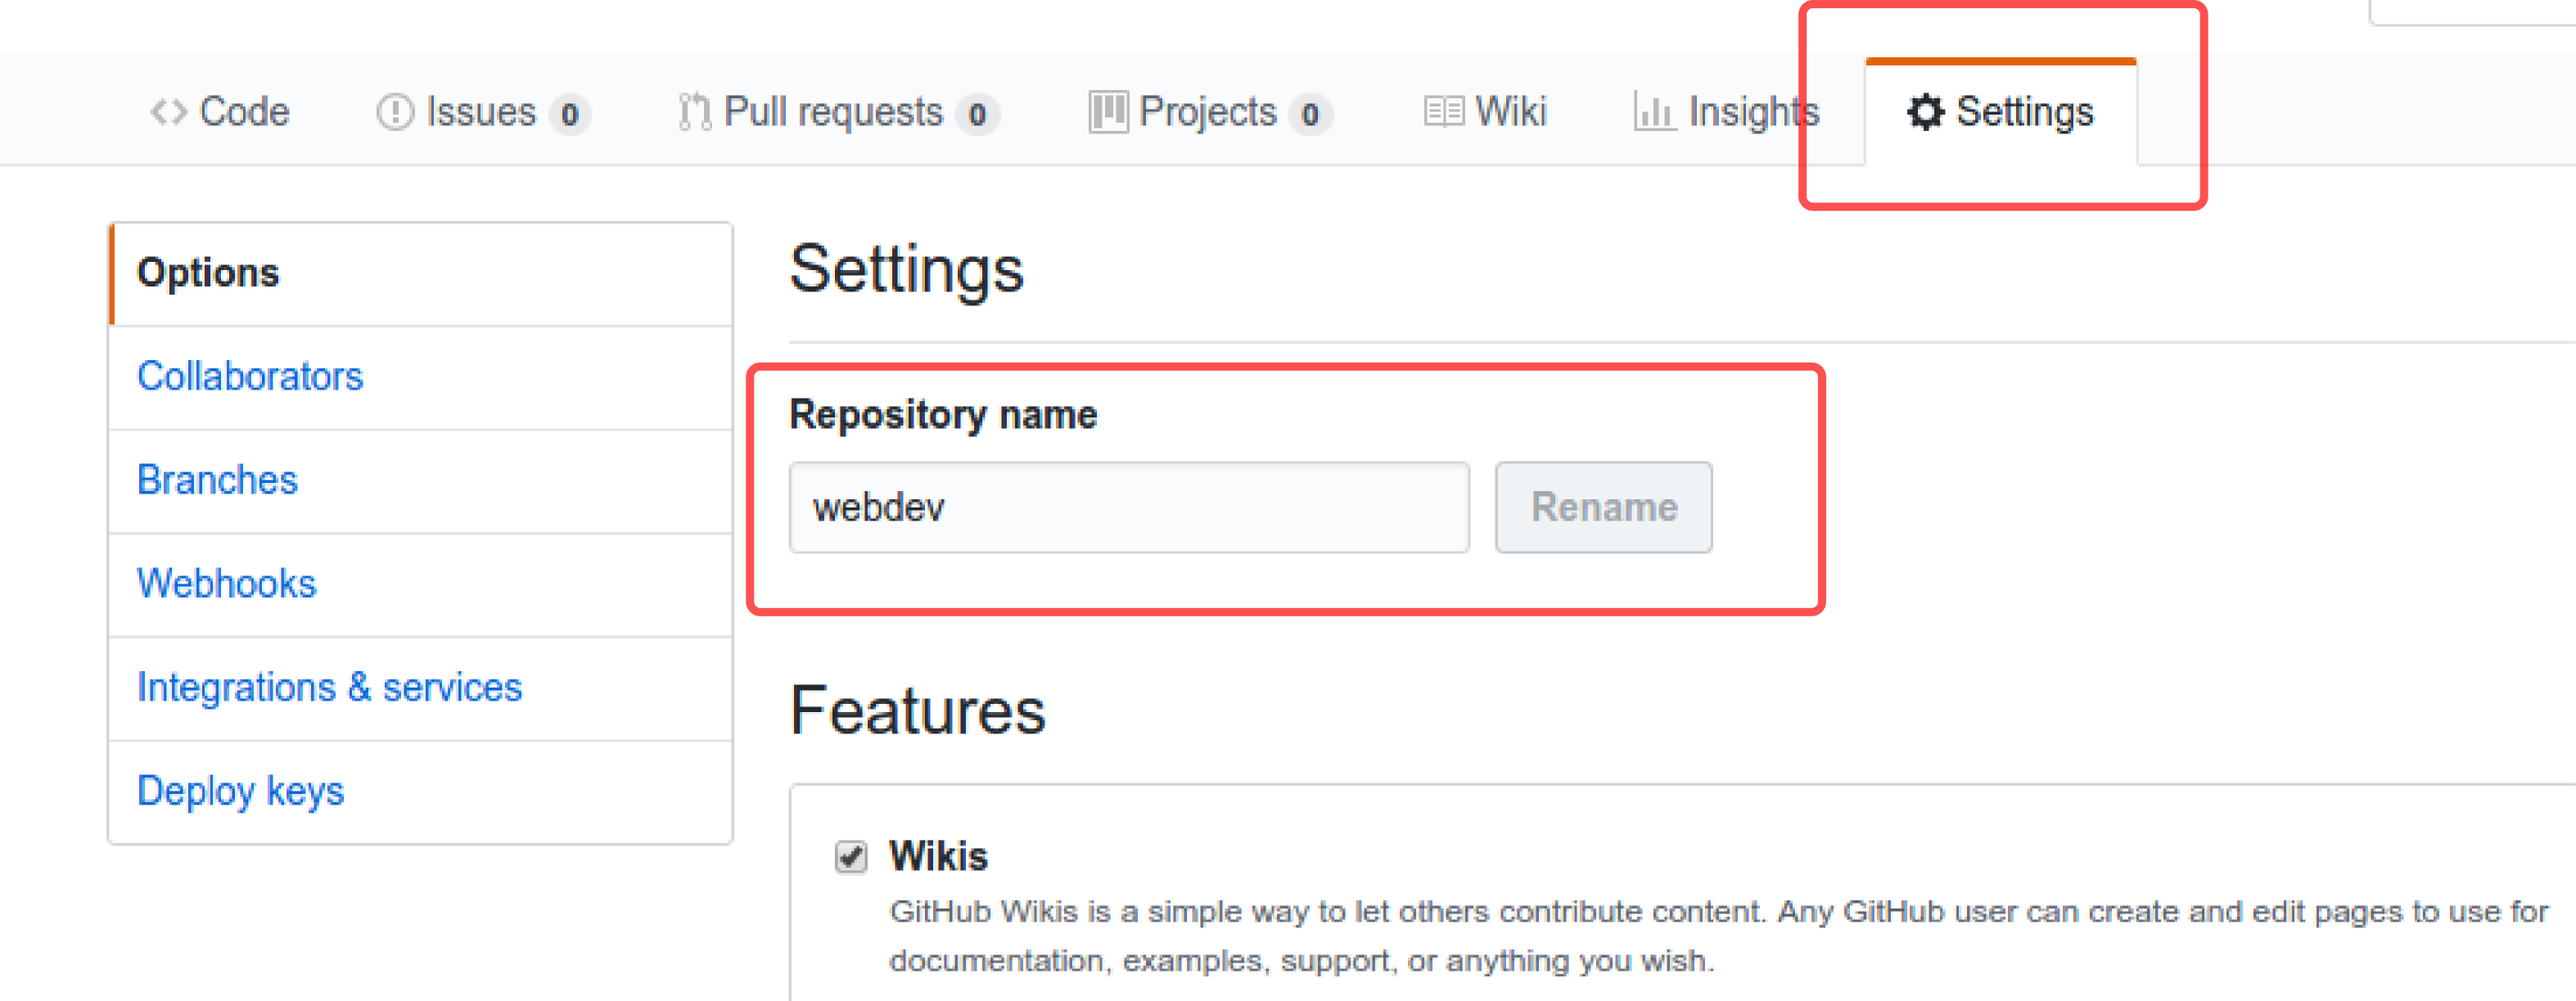 Code Issues 0 Pull requests 0 Projects 0 Wiki Insights Settings
Options
Collaborators
Branches
Webhooks
Integrations & services
Deploy keys
Settings
Repository name
webdev Rename
Features
Wikis
GitHub Wikis is a simple way to let others contribute content. Any GitHub user can create and edit pages to use for
documentation, examples, support, or anything you wish.